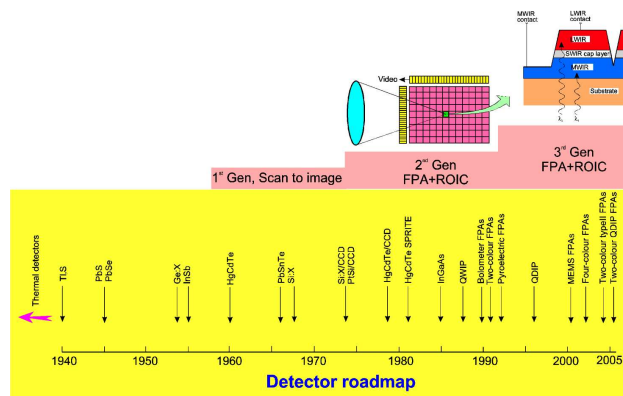 MWIR
contact
LWIR
contact
LWIR
SWIR cap layer
MWIR
Substrate
Video
1st Gen, Scan to image
2nd Gen
FPA+ROIC
3rd Gen
FPA+ROIC
Thermal detectors
TLS
PbS
PbSe
Ge:X
InSb
HgCdTe
PbSnTe
Si:X
Si:X/CCD
PtSi/CCD
HgCdTe/CCD
HgCdTe SPRITE
InGaAs
QWIP
Bolometer FPAs
Two-colour FPAs
Pyroelectric FPAs
QDIP
MEMS FPAs
Four-colour FPAs
Two-colour typeII FPAs
Two-colour QDIP FPAs
1940 1950 1960 1970 1980 1990 2000 2005
Detector roadmap